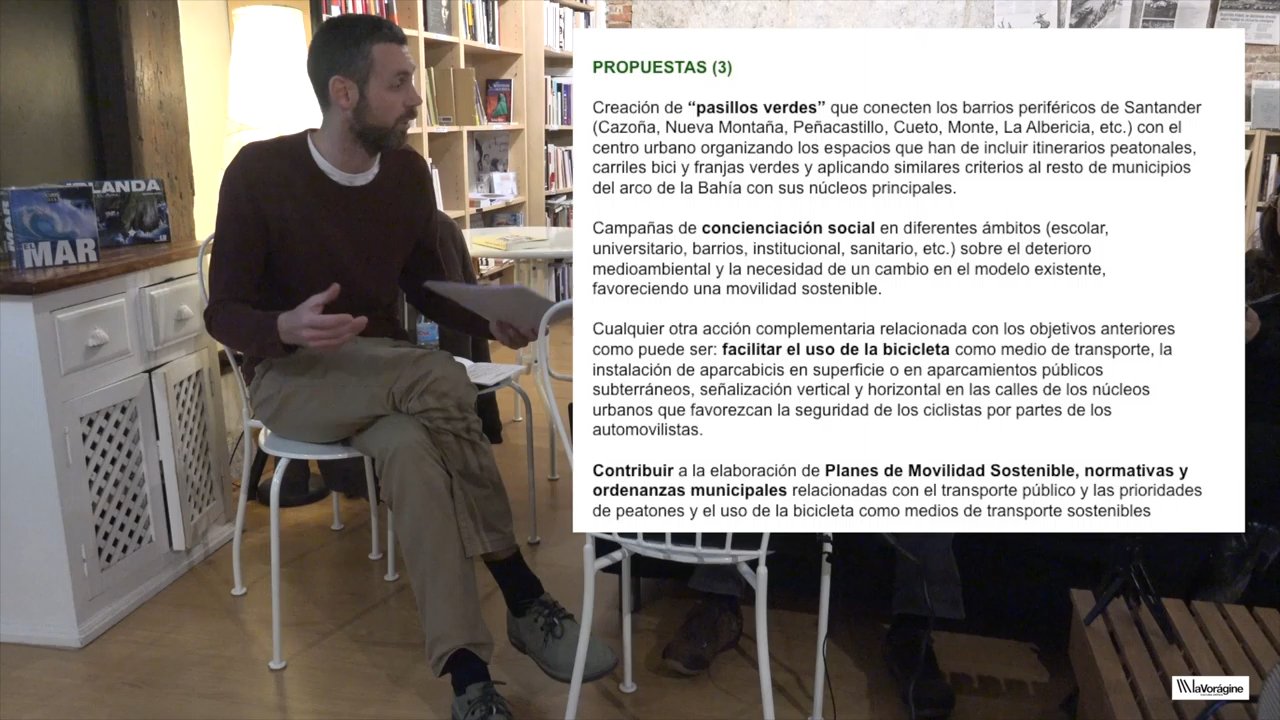 PROPUESTAS (3)
Creación de “pasillos verdes” que conecten los barrios periféricos de Santander
(Cazoña, Nueva Montaña, Peñacastillo, Cueto, Monte, La Albericia, etc.) con el
centro urbano organizando los espacios que han de incluir itinerarios peatonales,
carriles bici y franjas verdes y aplicando similares criterios al resto de municipios
del arco de la Bahía con sus núcleos principales.
Campañas de concienciación social en diferentes ámbitos (escolar,
universitario, barrios, institucional, sanitario, etc.) sobre el deterioro
medioambiental y la necesidad de un cambio en el modelo existente,
favoreciendo una movilidad sostenible.
Cualquier otra acción complementaria relacionada con los objetivos anteriores
como puede ser: facilitar el uso de la bicicleta como medio de transporte, la
instalación de aparcabicis en superficie o en aparcamientos públicos
subterráneos, señalización vertical y horizontal en las calles de los núcleos
urbanos que favorezcan la seguridad de los ciclistas por partes de los
automovilistas.
Contribuir a la elaboración de Planes de Movilidad Sostenible, normativas y
ordenanzas municipales relacionadas con el transporte público y las prioridades
de peatones y el uso de la bicicleta como medios de transporte sostenibles
EL
MAR
laVorágine